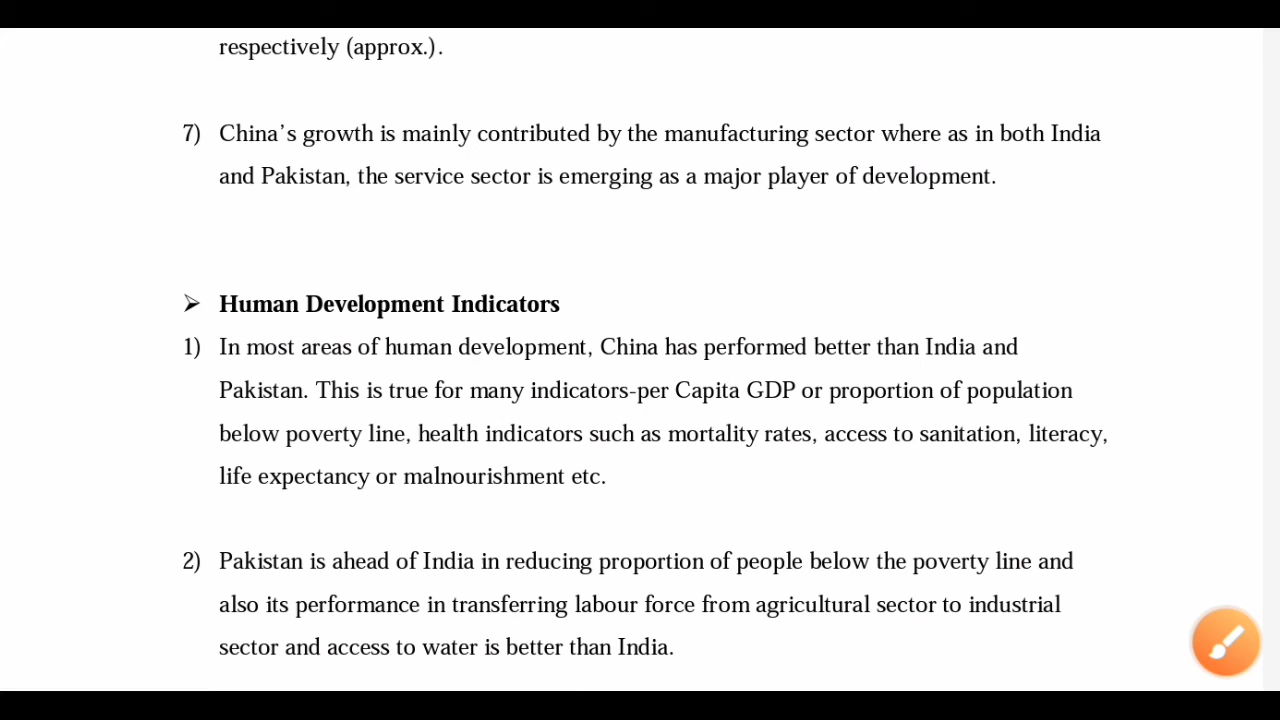 respectively (approx.).
7) China's growth is mainly contributed by the manufacturing sector where as in both India
and Pakistan, the service sector is emerging as a major player of development.
➢ Human Development Indicators
1) In most areas of human development, China has performed better than India and
Pakistan. This is true for many indicators-per Capita GDP or proportion of population
below poverty line, health indicators such as mortality rates, access to sanitation, literacy,
life expectancy or malnourishment etc.
2) Pakistan is ahead of India in reducing proportion of people below the poverty line and
also its performance in transferring labour force from agricultural sector to industrial
sector and access to water is better than India.